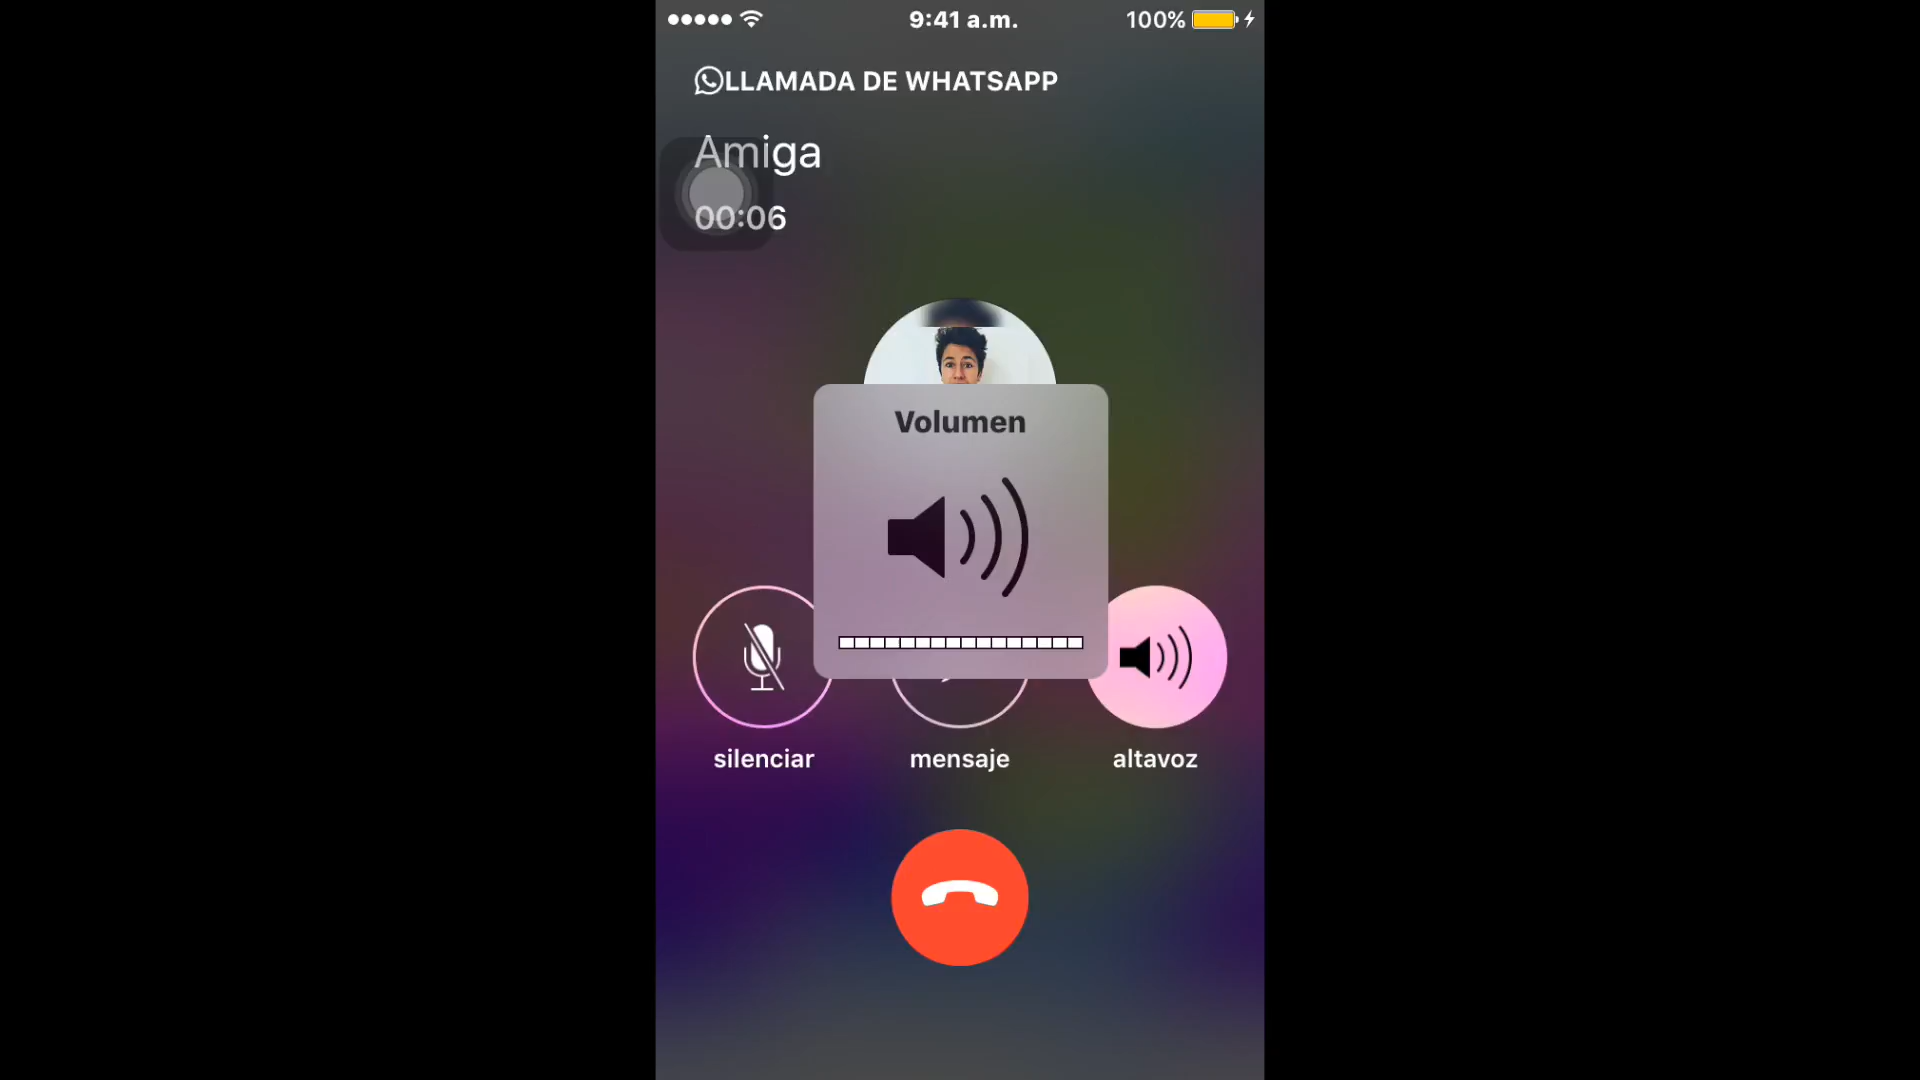 9:41 a.m.
100%
LLAMADA DE WHATSAPP
Amiga
00:06
Volumen
silenciar
mensaje
altavoz